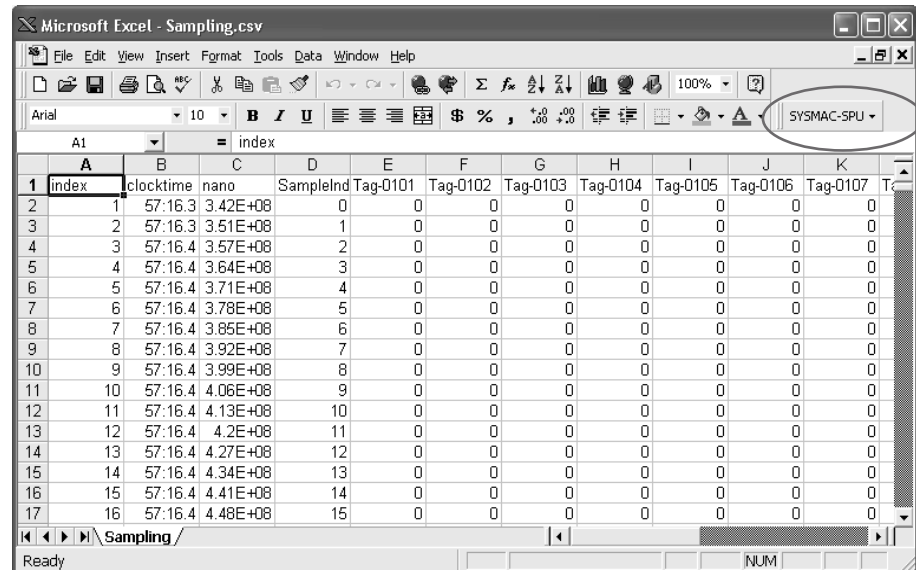 Microsoft Excel - Sampling.csv
File Edit View Insert Format Tools Data Window Help
100%
Arial 10 B I U $ % , SYSMAC-SPU
A1 = index
A B C D E F G H I J K
1 index clocktime nano SampleInd Tag-0101 Tag-0102 Tag-0103 Tag-0104 Tag-0105 Tag-0106 Tag-0107
2 1 57:16.3 3.42E+08 0 0 0 0 0 0 0 0
3 2 57:16.3 3.51E+08 1 0 0 0 0 0 0 0
4 3 57:16.4 3.57E+08 2 0 0 0 0 0 0 0
5 4 57:16.4 3.64E+08 3 0 0 0 0 0 0 0
6 5 57:16.4 3.71E+08 4 0 0 0 0 0 0 0
7 6 57:16.4 3.78E+08 5 0 0 0 0 0 0 0
8 7 57:16.4 3.85E+08 6 0 0 0 0 0 0 0
9 8 57:16.4 3.92E+08 7 0 0 0 0 0 0 0
10 9 57:16.4 3.99E+08 8 0 0 0 0 0 0 0
11 10 57:16.4 4.06E+08 9 0 0 0 0 0 0 0
12 11 57:16.4 4.13E+08 10 0 0 0 0 0 0 0
13 12 57:16.4 4.2E+08 11 0 0 0 0 0 0 0
14 13 57:16.4 4.27E+08 12 0 0 0 0 0 0 0
15 14 57:16.4 4.34E+08 13 0 0 0 0 0 0 0
16 15 57:16.4 4.41E+08 14 0 0 0 0 0 0 0
17 16 57:16.4 4.48E+08 15 0 0 0 0 0 0 0
Sampling
Ready NUM